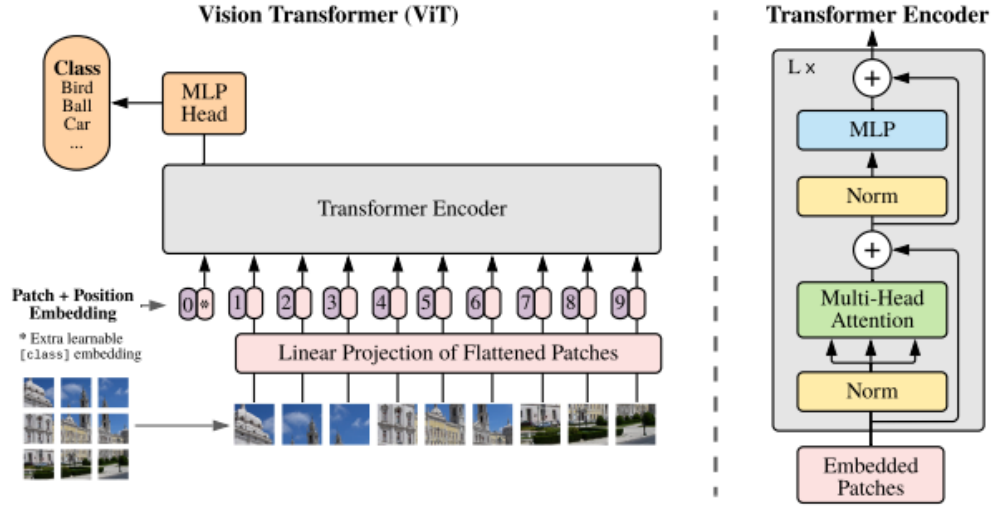 Vision Transformer (ViT)
Class
Bird
Ball
Car
...
MLP
Head
Transformer Encoder
Patch + Position
Embedding
* Extra learnable
[class] embedding
0 * 1 2 3 4 5 6 7 8 9
Linear Projection of Flattened Patches
Transformer Encoder
L x
+
MLP
Norm
+
Multi-Head
Attention
Norm
Embedded
Patches